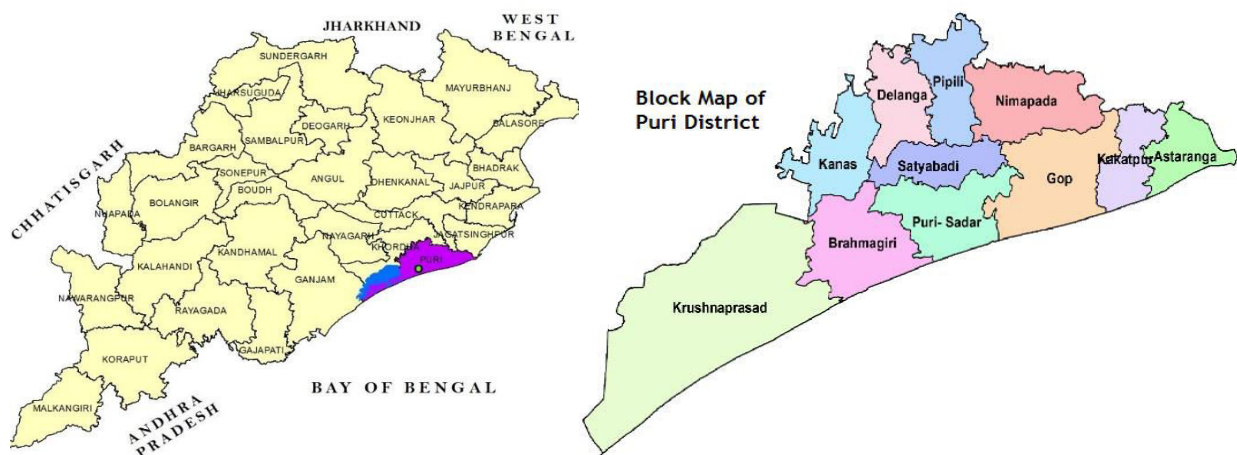 JHARKHAND
WEST
BENGAL
SUNDERGARH
JHARSUGUDA
MAYURBHANJ
KEONJHAR
DEOGARH
SAMBALPUR
BALASORE
BARGARH
BHADRAK
SONEPUR
ANGUL
DHENKANAL
JAJPUR
BOUDH
BOLANGIR
NUAPADA
KENDRAPARA
CUTTACK
NAYAGARH
JAGATSINGHPUR
KHORDHA
KANDHAMAL
PURI
KALAHANDI
GANJAM
NAWARANGPUR
RAYAGADA
GAJAPATI
KORAPUT
MALKANGIRI
CHHATISGARH
ANDHRA
PRADESH
BAY OF BENGAL
Block Map of
Puri District
Pipili
Delanga
Nimapada
Kanas
Satyabadi
Kakatpur
Astaranga
Gop
Puri- Sadar
Brahmagiri
Krushnaprasad